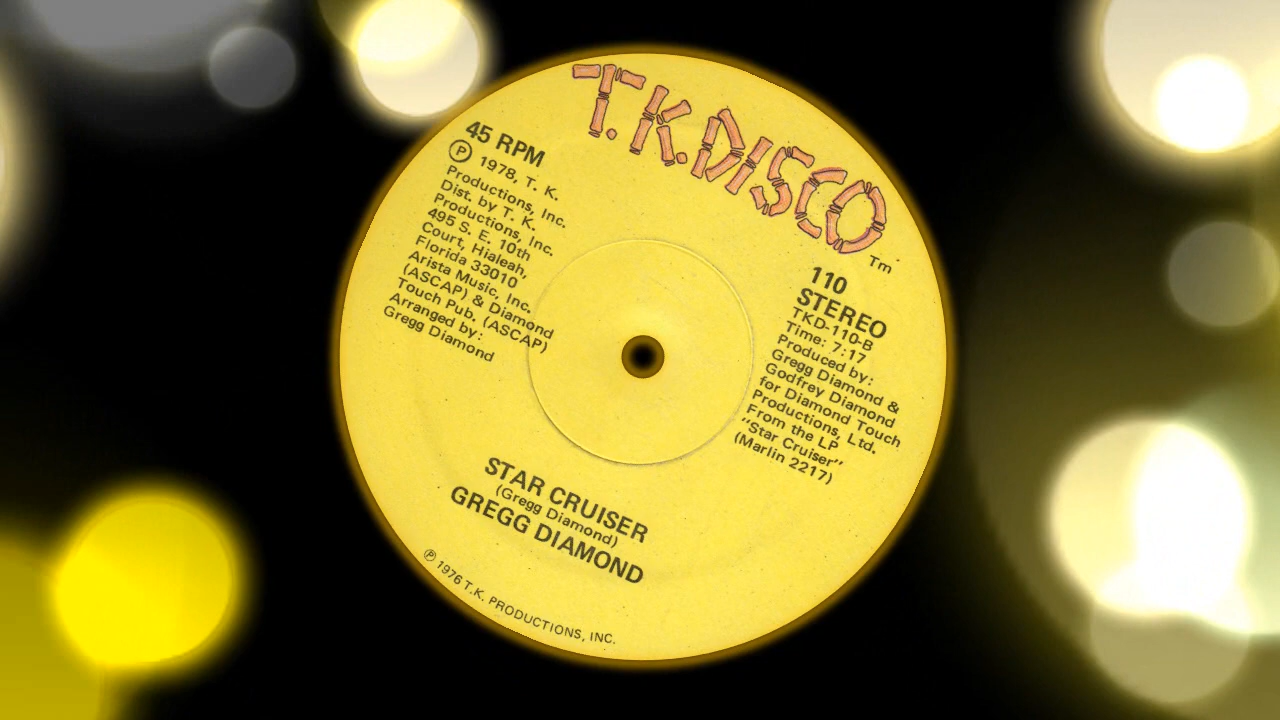 T.K.DISCO
TM
45 RPM
Ⓟ 1978, T. K.
Productions, Inc.
Dist. by T. K.
Productions, Inc.
495 S. E. 10th
Court, Hialeah,
Florida 33010
Arista Music, Inc.
(ASCAP) & Diamond
Touch Pub. (ASCAP)
Arranged by:
Gregg Diamond
110
STEREO
TKD-110-B
Time: 7:17
Produced by:
Gregg Diamond &
Godfrey Diamond
for Diamond Touch
Productions, Ltd.
From the LP
"Star Cruiser"
(Marlin 2217)
STAR CRUISER
(Gregg Diamond)
GREGG DIAMOND
Ⓟ 1976 T.K. PRODUCTIONS, INC.